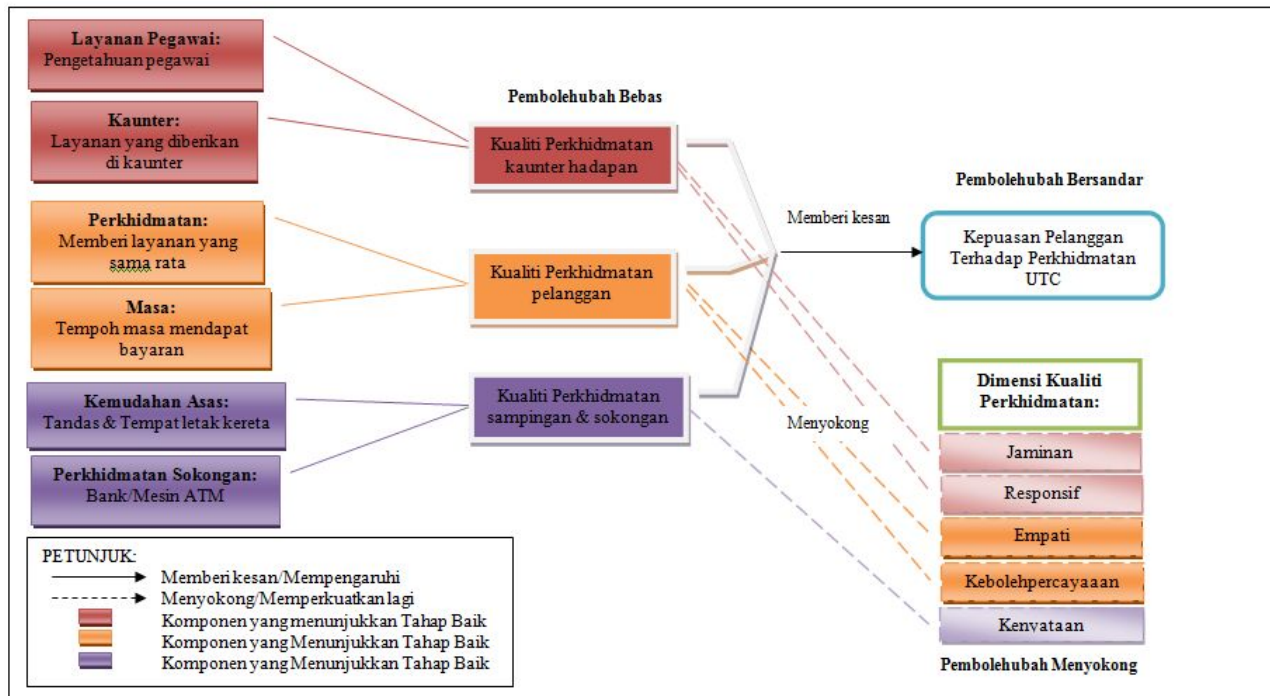 Layanan Pegawai:
Pengetahuan pegawai
Kaunter:
Layanan yang diberikan
di kaunter
Perkhidmatan:
Memberi layanan yang
sama rata
Masa:
Tempoh masa mendapat
bayaran
Kemudahan Asas:
Tandas & Tempat letak kereta
Perkhidmatan Sokongan:
Bank/Mesin ATM
Pembolehubah Bebas
Kualiti Perkhidmatan
kaunter hadapan
Kualiti Perkhidmatan
pelanggan
Kualiti Perkhidmatan
sampingan & sokongan
Memberi kesan
Menyokong
Pembolehubah Bersandar
Kepuasan Pelanggan
Terhadap Perkhidmatan
UTC
Dimensi Kualiti
Perkhidmatan:
Jaminan
Responsif
Empati
Kebolehpercayaaan
Kenyataan
Pembolehubah Menyokong
PETUNJUK:
Memberi kesan/Mempengaruhi
Menyokong/Memperkuatkan lagi
Komponen yang menunjukkan Tahap Baik
Komponen yang Menunjukkan Tahap Baik
Komponen yang Menunjukkan Tahap Baik